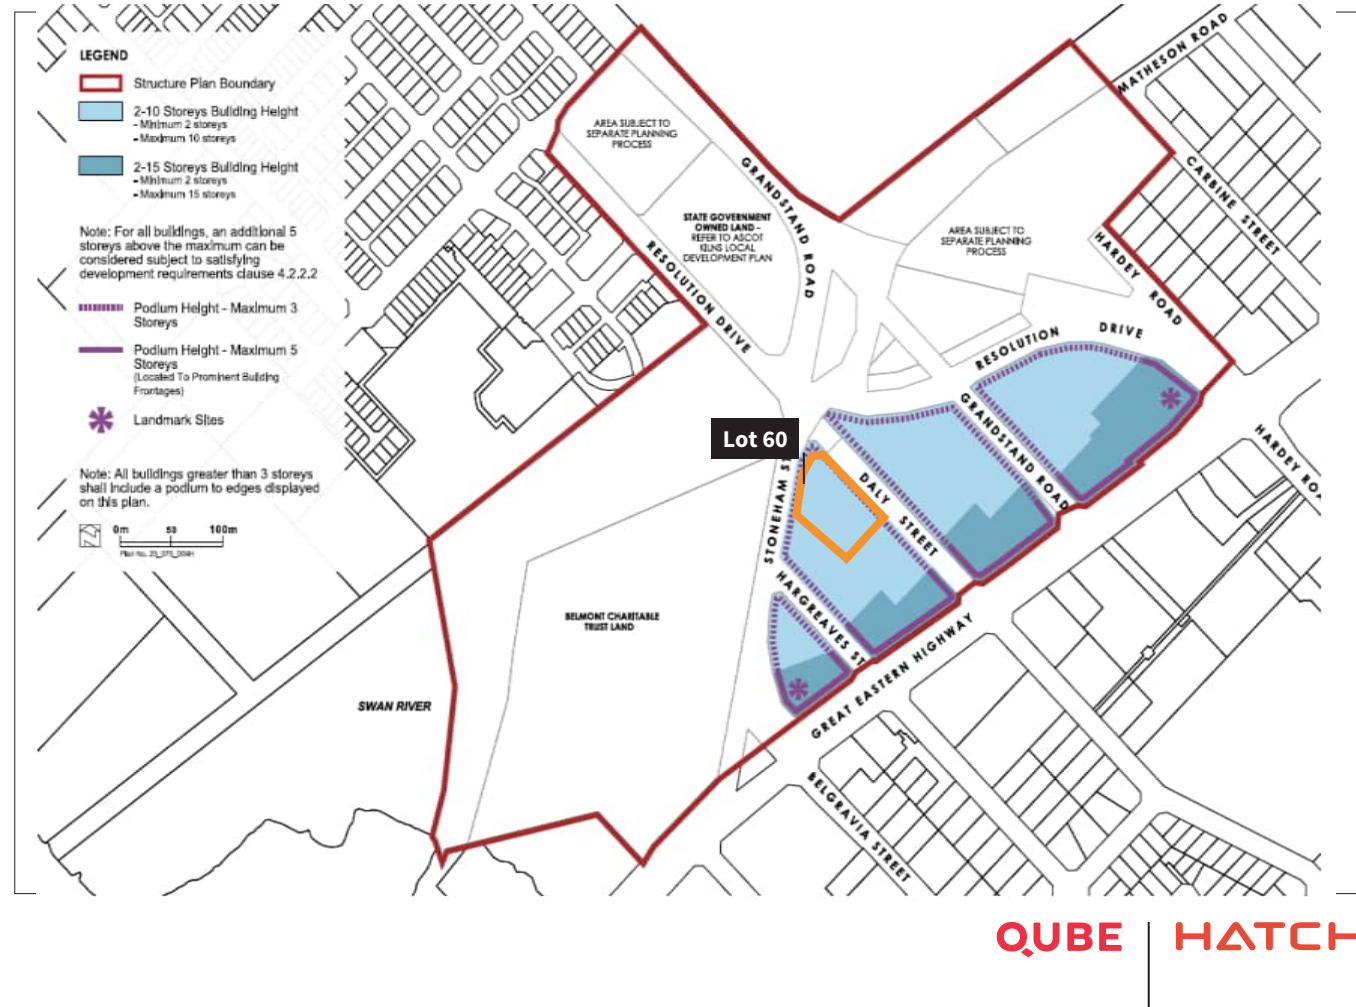 LEGEND
Structure Plan Boundary
2-10 Storeys Building Height
- Minimum 2 storeys
- Maximum 10 storeys
2-15 Storeys Building Height
- Minimum 2 storeys
- Maximum 15 storeys
Note: For all buildings, an additional 5
storeys above the maximum can be
considered subject to satisfying
development requirements clause 4.2.2.2
Podium Height - Maximum 3
Storeys
Podium Height - Maximum 5
Storeys
(Located To Prominent Building
Frontages)
Landmark Sites
Note: All buildings greater than 3 storeys
shall include a podium to edges displayed
on this plan.
0m 50 100m
AREA SUBJECT TO
SEPARATE PLANNING
PROCESS
GRANDSTAND ROAD
STATE GOVERNMENT
OWNED LAND -
REFER TO ASCOT
KILNS LOCAL
DEVELOPMENT PLAN
RESOLUTION DRIVE
AREA SUBJECT TO
SEPARATE PLANNING
PROCESS
MATHESON ROAD
CARBINE STREET
HARDEY ROAD
RESOLUTION DRIVE
GRANDSTAND ROAD
Lot 60
STONEHAM S
DALY STREET
HARGREAVES ST
HARDEY RO
GREAT EASTERN HIGHWAY
BELMONT CHARITABLE
TRUST LAND
SWAN RIVER
BELGRAVIA STREET
QUBE
HATCH